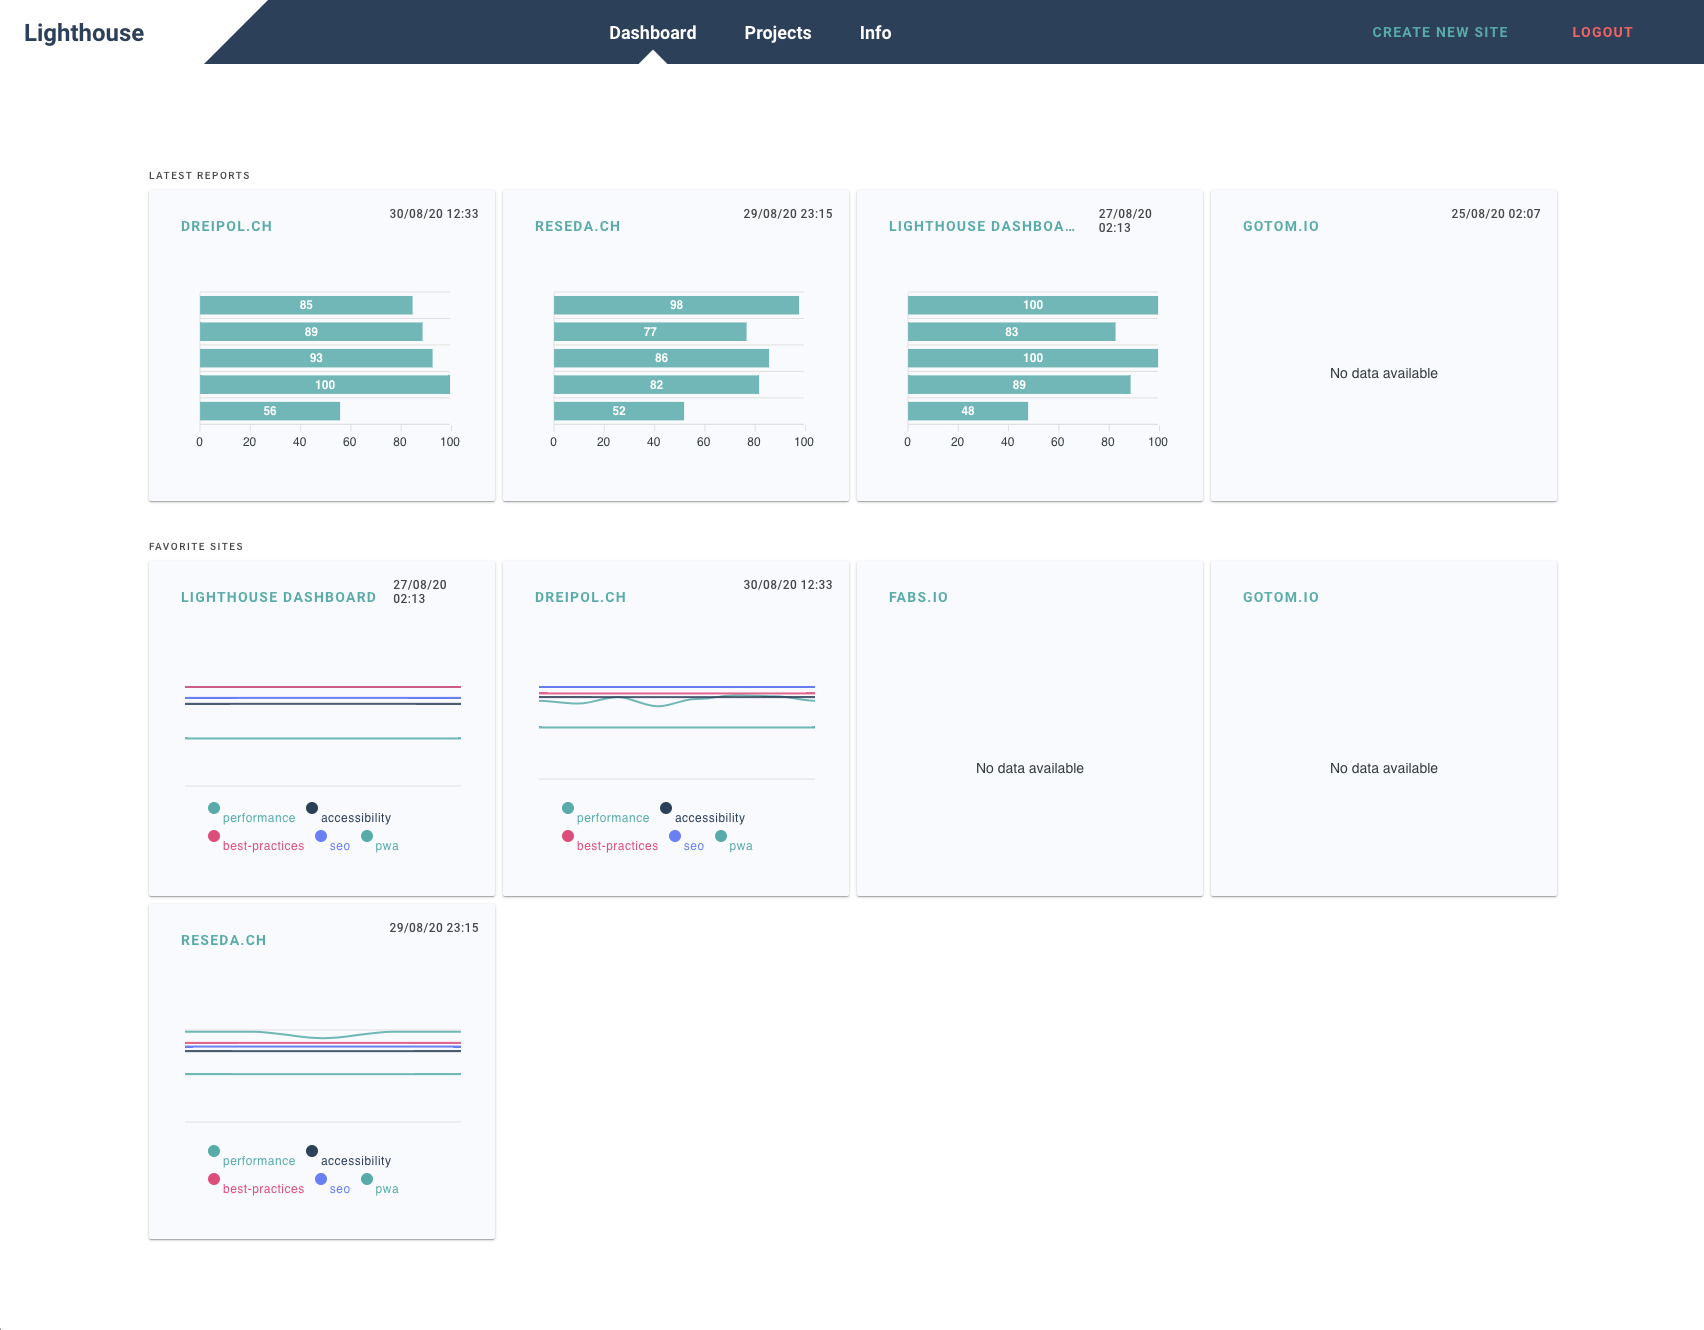 Lighthouse
Dashboard Projects Info
CREATE NEW SITE LOGOUT
LATEST REPORTS
DREIPOL.CH 30/08/20 12:33
85
89
93
100
56
0 20 40 60 80 100
RESEDA.CH 29/08/20 23:15
98
77
86
82
52
0 20 40 60 80 100
LIGHTHOUSE DASHBOA... 27/08/20
02:13
100
83
100
89
48
0 20 40 60 80 100
GOTOM.IO 25/08/20 02:07
No data available
FAVORITE SITES
LIGHTHOUSE DASHBOARD 27/08/20
02:13
performance accessibility
best-practices seo pwa
DREIPOL.CH 30/08/20 12:33
performance accessibility
best-practices seo pwa
FABS.IO
No data available
GOTOM.IO
No data available
RESEDA.CH 29/08/20 23:15
performance accessibility
best-practices seo pwa